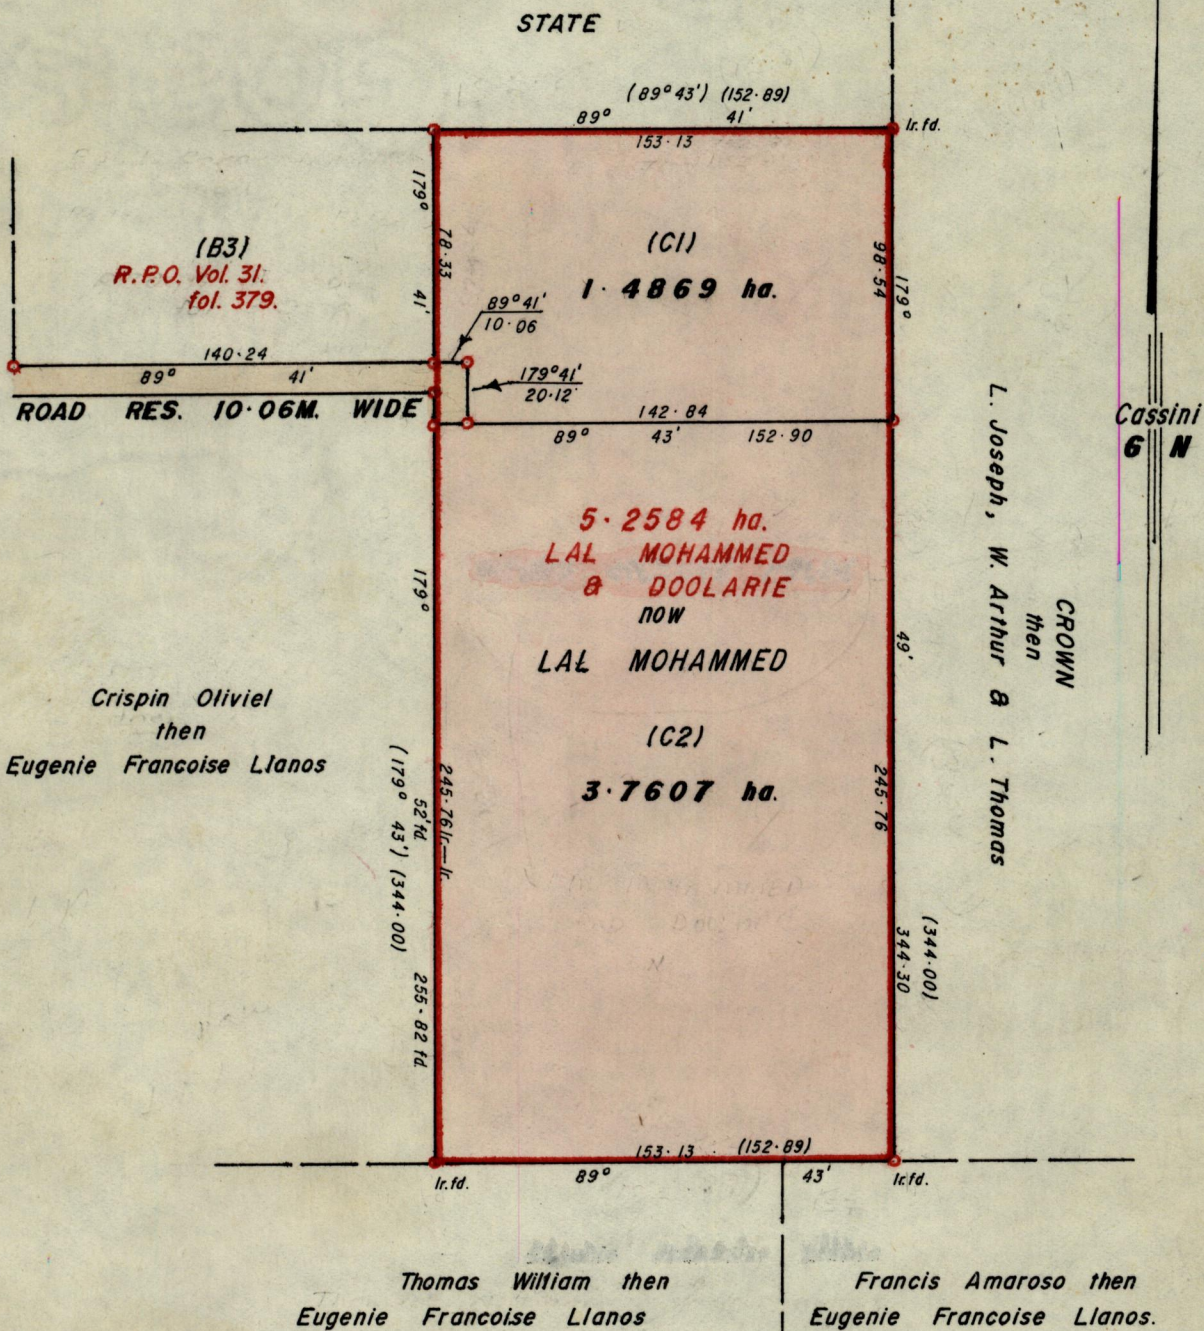 STATE
(89° 43') (152·89)
89° 41'
153·13
Ir. fd.
179° 78·33 41'
(B3)
R.P.O. Vol. 31.
fol. 379.
(C1)
1·4869 ha.
98·54
179°
89° 41'
10·06
140·24
89° 41'
179° 41'
20·12
ROAD RES. 10·06M. WIDE
142·84
89° 43' 152·90
Cassini
6 N
5·2584 ha.
LAL MOHAMMED
& DOOLARIE
now
LAL MOHAMMED
(C2)
3·7607 ha.
179°
52' fd.
255·82 fd.
(179° 43') (344·00)
245·76 Ir.—Ir.
49'
245·76
344·30
(344·00)
CROWN
then
L. Joseph, W. Arthur & L. Thomas
Crispin Oliviel
then
Eugenie Francoise Llanos
153·13 (152·89)
89° 43'
Ir. fd.
Ir. fd.
Thomas William then
Eugenie Francoise Llanos
Francis Amaroso then
Eugenie Francoise Llanos.